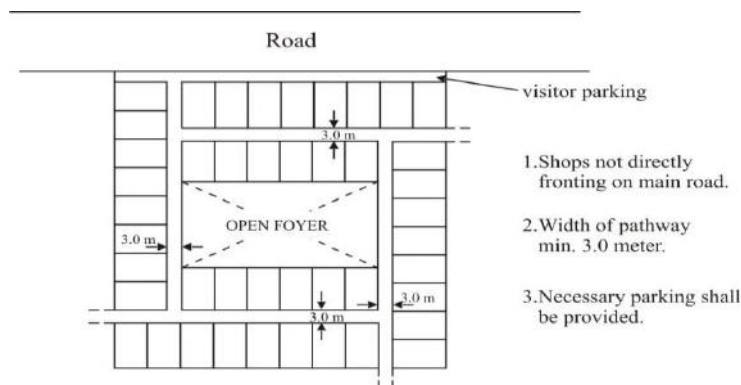 Road
visitor parking
3.0 m
1.Shops not directly
fronting on main road.
OPEN FOYER
2.Width of pathway
min. 3.0 meter.
3.0 m
3.0 m
3.Necessary parking shall
be provided.
3.0 m